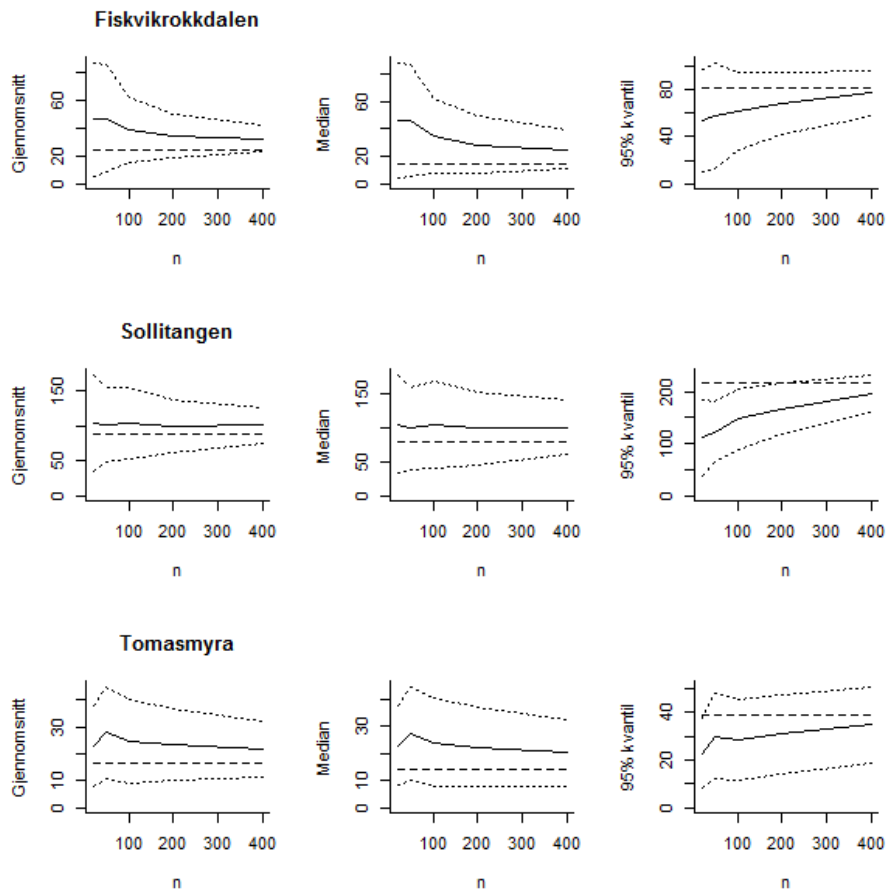 Fiskvikrokkdalen
Gjennomsnitt
0 20 60
100 200 300 400
n
Median
0 20 60
100 200 300 400
n
95% kvantil
0 40 80
100 200 300 400
n
Sollitangen
Gjennomsnitt
0 50 150
100 200 300 400
n
Median
0 50 150
100 200 300 400
n
95% kvantil
0 100 200
100 200 300 400
n
Tomasmyra
Gjennomsnitt
0 10 30
100 200 300 400
n
Median
0 10 30
100 200 300 400
n
95% kvantil
0 20 40
100 200 300 400
n